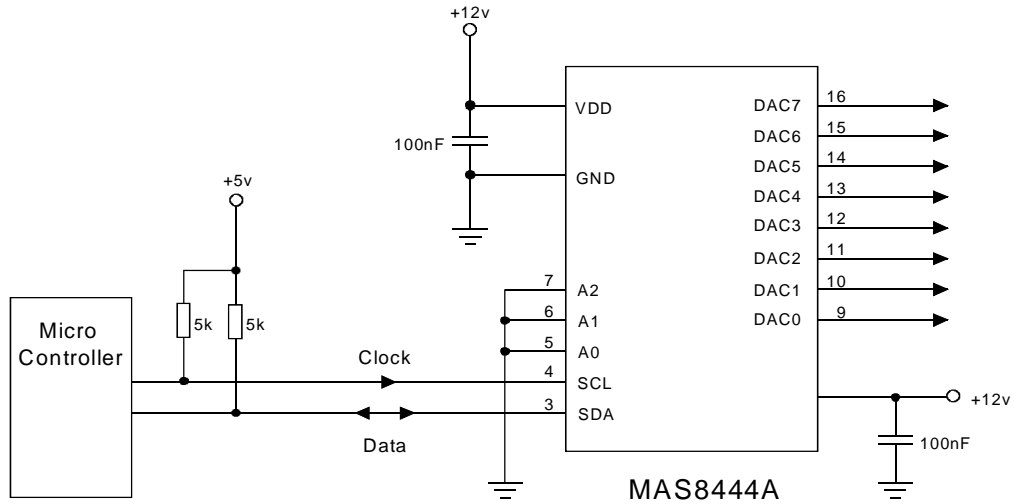 +12v
VDD
100nF
GND
DAC7 16
DAC6 15
DAC5 14
DAC4 13
DAC3 12
DAC2 11
DAC1 10
DAC0 9
+5v
5k
5k
7 A2
6 A1
5 A0
4 SCL
3 SDA
Micro
Controller
Clock
Data
+12v
100nF
MAS8444A